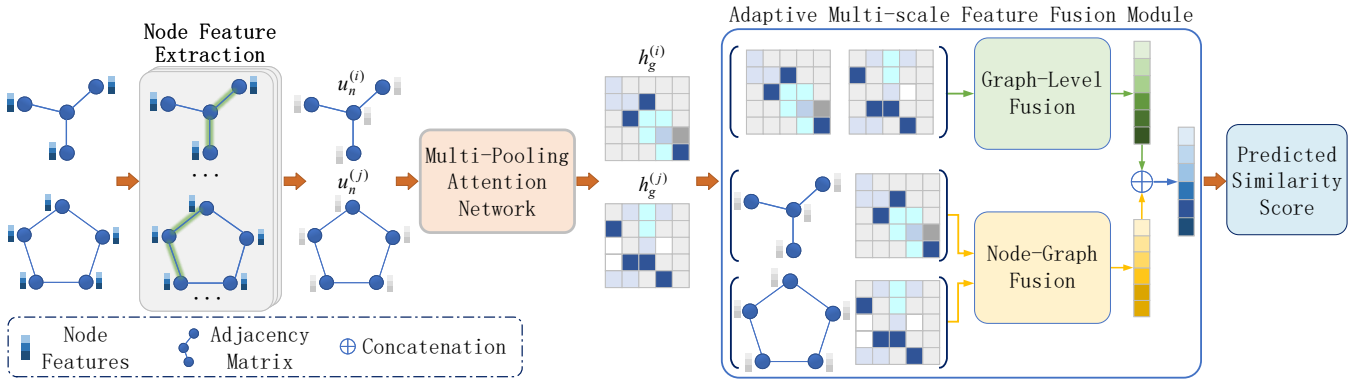 Adaptive Multi-scale Feature Fusion Module
Node Feature
Extraction
u_n^{(i)}
h_g^{(i)}
...
u_n^{(j)}
h_g^{(j)}
...
Multi-Pooling
Attention
Network
Graph-Level
Fusion
Node-Graph
Fusion
Predicted
Similarity
Score
Node
Features
Adjacency
Matrix
Concatenation